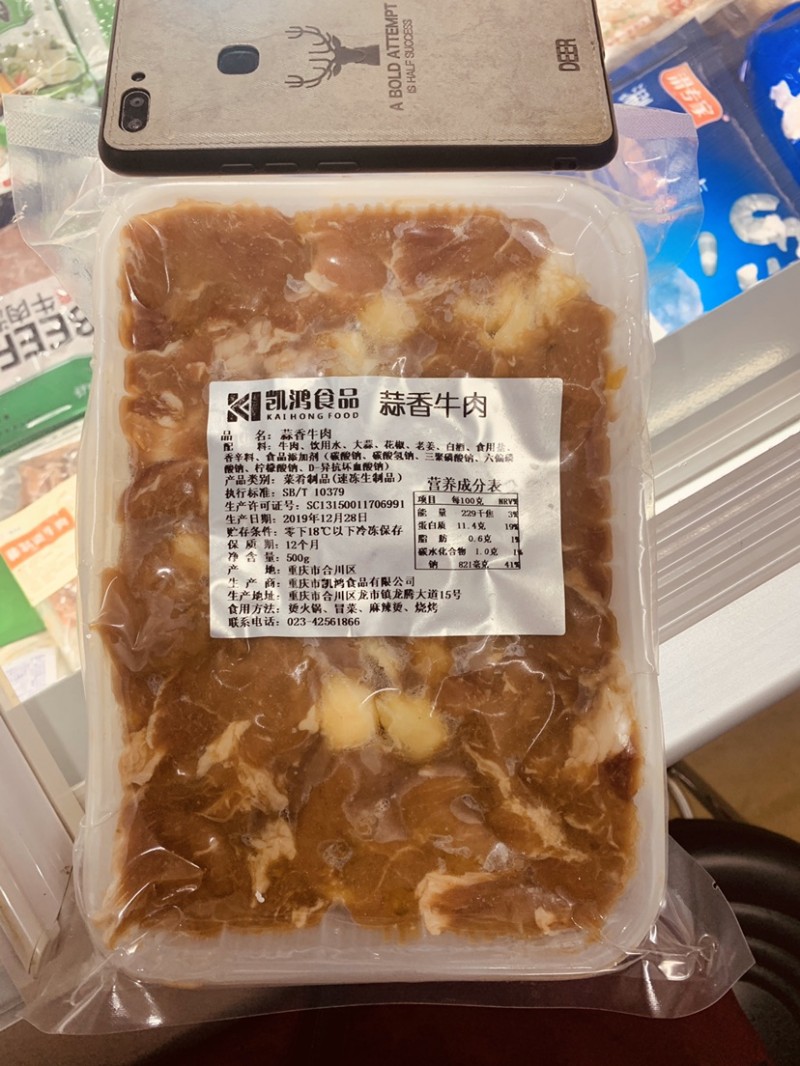 A BOLD ATTEMPT
IS HALF SUCCESS
DEER
BEEF
牛肉
凯鸿食品
KAI HONG FOOD
蒜香牛肉
品 名：蒜香牛肉
配 料：牛肉、饮用水、大蒜、花椒、老姜、白酒、食用盐、
香辛料、食品添加剂（碳酸钠、碳酸氢钠、三聚磷酸钠、六偏磷
酸钠、柠檬酸钠、D-异抗坏血酸钠）
产品类别：菜肴制品(速冻生制品)
执行标准：SB/T 10379
生产许可证号：SC13150011706991
生产日期：2019年12月28日
贮存条件：零下18℃以下冷冻保存
保 质 期：12个月
净 含 量：500g
产 地：重庆市合川区
生 产 商：重庆市凯鸿食品有限公司
生产地址：重庆市合川区龙市镇龙腾大道15号
食用方法：烫火锅、冒菜、麻辣烫、烧烤
联系电话：023-42561866
营养成分表
项目 每100克 NRV%
能 量 229千焦 3%
蛋白质 11.4克 19%
脂 肪 0.6克 1%
碳水化合物 1.0克 1%
钠 821毫克 41%